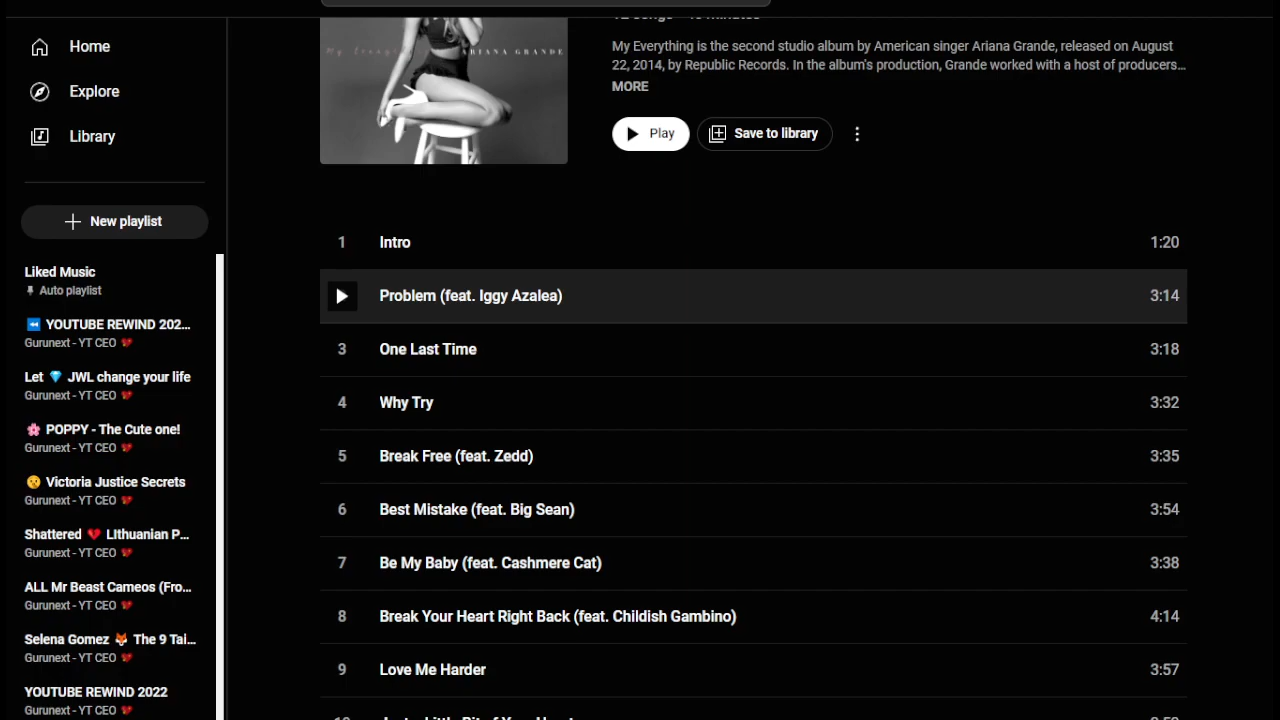 Home
Explore
Library
New playlist
Liked Music
Auto playlist
YOUTUBE REWIND 202...
Gurunext - YT CEO
Let 💎 JWL change your life
Gurunext - YT CEO
🌸 POPPY - The Cute one!
Gurunext - YT CEO
Victoria Justice Secrets
Gurunext - YT CEO
Shattered 💔 LIthuanian P...
Gurunext - YT CEO
ALL Mr Beast Cameos (Fro...
Gurunext - YT CEO
Selena Gomez 🦊 The 9 Tai...
Gurunext - YT CEO
YOUTUBE REWIND 2022
Gurunext - YT CEO
ARIANA GRANDE
My Everything is the second studio album by American singer Ariana Grande, released on August
22, 2014, by Republic Records. In the album's production, Grande worked with a host of producers...
MORE
Play
Save to library
1 Intro 1:20
Problem (feat. Iggy Azalea) 3:14
3 One Last Time 3:18
4 Why Try 3:32
5 Break Free (feat. Zedd) 3:35
6 Best Mistake (feat. Big Sean) 3:54
7 Be My Baby (feat. Cashmere Cat) 3:38
8 Break Your Heart Right Back (feat. Childish Gambino) 4:14
9 Love Me Harder 3:57